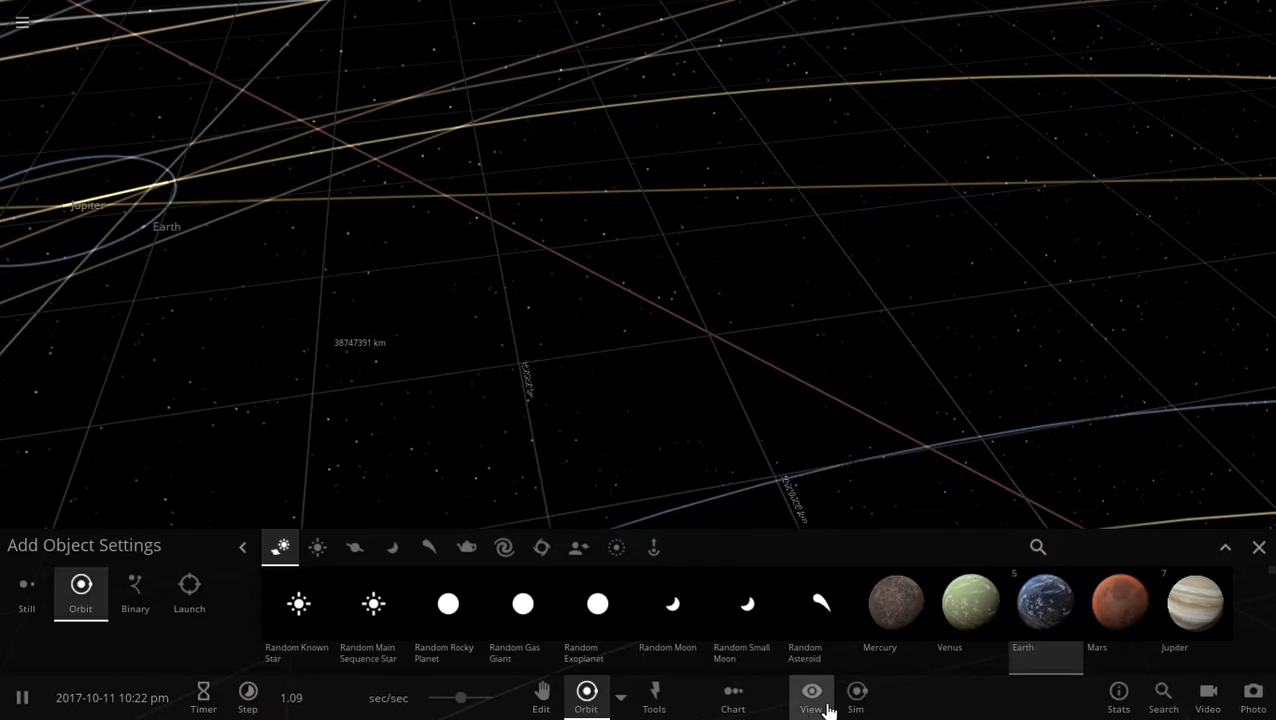 Jupiter
Earth
38747391 km
Add Object Settings
Still
Orbit
Binary
Launch
5
7
Random Known
Star
Random Main
Sequence Star
Random Rocky
Planet
Random Gas
Giant
Random
Exoplanet
Random Moon
Random Small
Moon
Random
Asteroid
Mercury
Venus
Earth
Mars
Jupiter
2017-10-11 10:22 pm
Timer
Step
1.09
sec/sec
Edit
Orbit
Tools
Chart
View
Sim
Stats
Search
Video
Photo